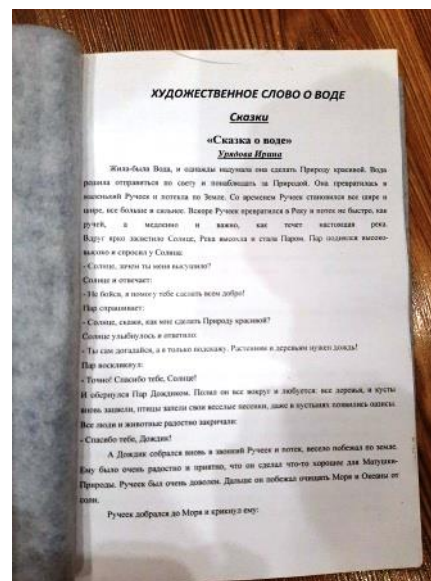 ХУДОЖЕСТВЕННОЕ СЛОВО О ВОДЕ
Сказки
«Сказка о воде»
Урядова Ирина
Жила-была Вода, и однажды надумала она сделать Природу красивой. Вода
решила отправиться по свету и понаблюдать за Природой. Она превратилась в
маленький Ручеек и потекла по Земле. Со временем Ручеек становился все шире и
шире, все больше и сильнее. Вскоре Ручеек превратился в Реку и потек не быстро, как
ручей, а медленно и важно, как течет настоящая река.
Вдруг ярко засветило Солнце, Река высохла и стала Паром. Пар поднялся высоко-
высоко и спросил у Солнца:
- Солнце, зачем ты меня высушило?
Солнце и отвечает:
- Не бойся, я помогу тебе сделать всем добро!
Пар спрашивает:
- Солнце, скажи, как мне сделать Природу красивой?
Солнце улыбнулось и ответило:
- Ты сам догадайся, а я только подскажу. Растениям и деревьям нужен дождь!
Пар воскликнул:
- Точно! Спасибо тебе, Солнце!
И обернулся Пар Дождиком. Полил он все вокруг и любуется: все деревья, и кусты
вновь зацвели, птицы запели свои веселые песенки, даже в пустынях появились оазисы.
Все люди и животные радостно закричали:
- Спасибо тебе, Дождик!
А Дождик собрался вновь в звонкий Ручеек и потек, весело побежал по земле.
Ему было очень радостно и приятно, что он сделал что-то хорошее для Матушки-
Природы. Ручеек был очень доволен. Дальше он побежал очищать Моря и Океаны от
соли.
Ручеек добрался до Моря и крикнул ему: